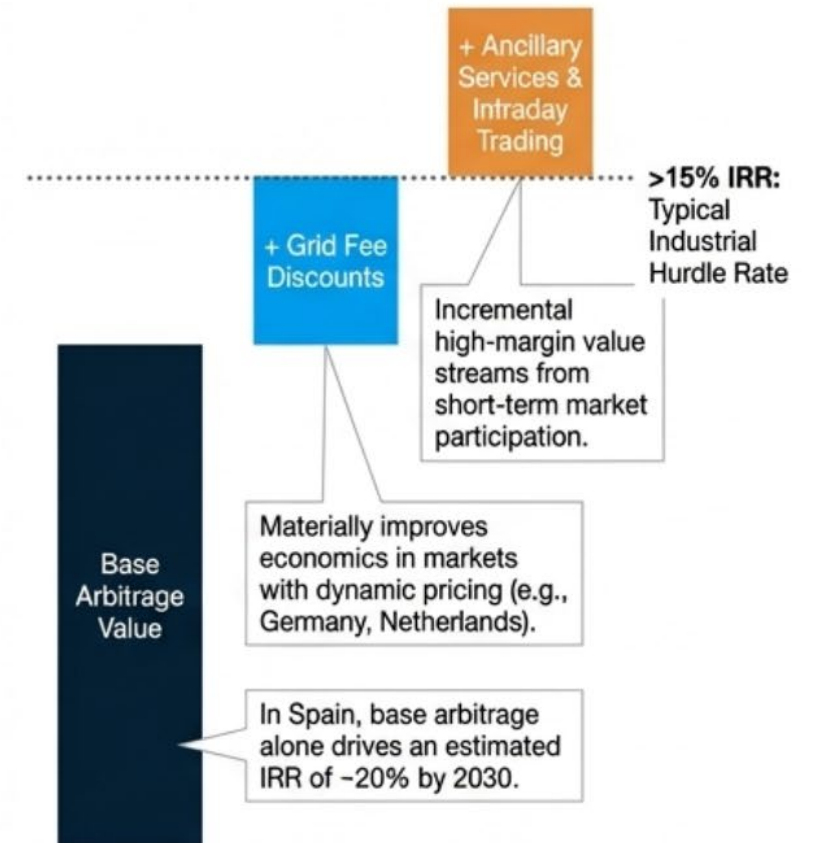 + Ancillary
Services &
Intraday
Trading
>15% IRR:
Typical
Industrial
Hurdle Rate
+ Grid Fee
Discounts
Incremental
high-margin value
streams from
short-term market
participation.
Materially improves
economics in markets
with dynamic pricing (e.g.,
Germany, Netherlands).
Base
Arbitrage
Value
In Spain, base arbitrage
alone drives an estimated
IRR of ~20% by 2030.